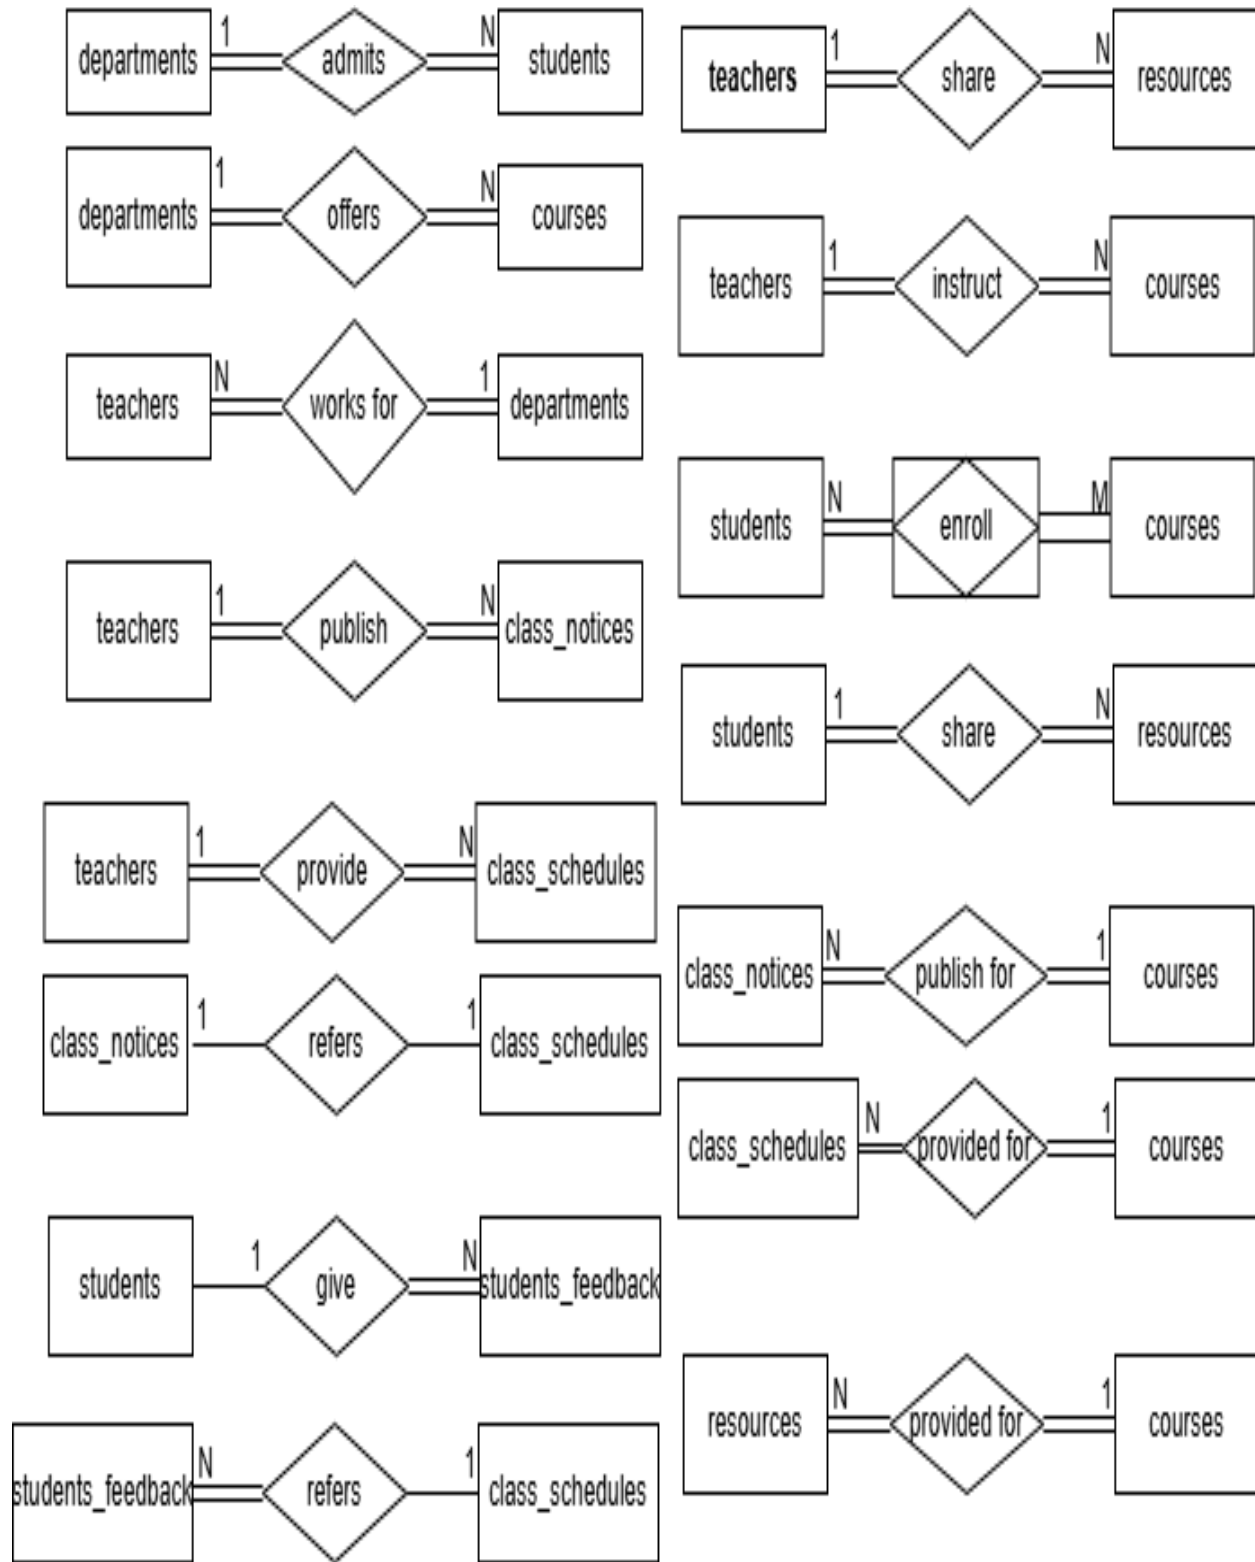 departments 1 admits N students
departments 1 offers N courses
teachers N works for 1 departments
teachers 1 publish N class_notices
teachers 1 provide N class_schedules
class_notices 1 refers 1 class_schedules
students 1 give N students_feedback
students_feedback N refers 1 class_schedules
teachers 1 share N resources
teachers 1 instruct N courses
students N enroll M courses
students 1 share N resources
class_notices N publish for 1 courses
class_schedules N provided for 1 courses
resources N provided for 1 courses